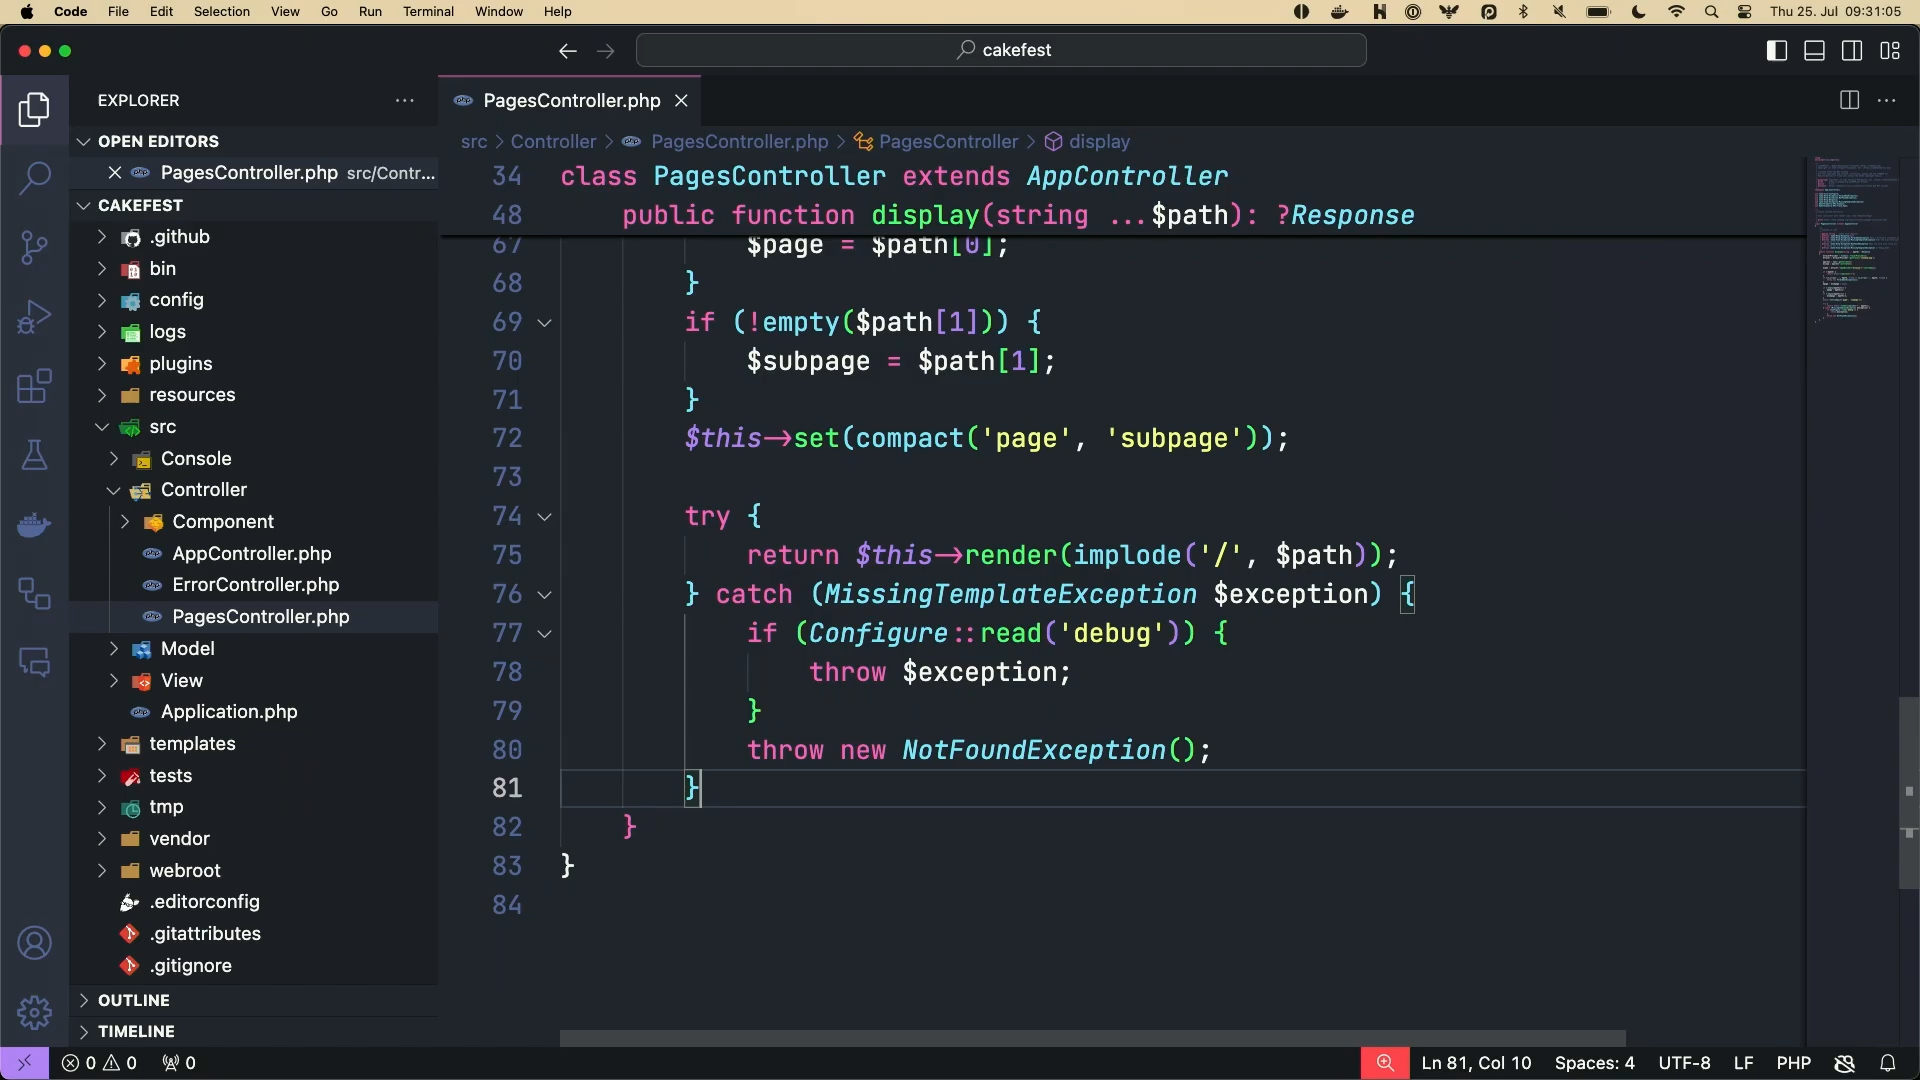 Code File Edit Selection View Go Run Terminal Window Help Thu 25. Jul 09:31:05
cakefest
EXPLORER
OPEN EDITORS
PagesController.php src/Contr...
CAKEFEST
.github
bin
config
logs
plugins
resources
src
Console
Controller
Component
AppController.php
ErrorController.php
PagesController.php
Model
View
Application.php
templates
tests
tmp
vendor
webroot
.editorconfig
.gitattributes
.gitignore
OUTLINE
TIMELINE
PagesController.php
src > Controller > PagesController.php > PagesController > display
34 class PagesController extends AppController
48 public function display(string ...$path): ?Response
67 $page = $path[0];
68 }
69 if (!empty($path[1])) {
70 $subpage = $path[1];
71 }
72 $this->set(compact('page', 'subpage'));
73
74 try {
75 return $this->render(implode('/', $path));
76 } catch (MissingTemplateException $exception) {
77 if (Configure::read('debug')) {
78 throw $exception;
79 }
80 throw new NotFoundException();
81 }
82 }
83 }
84
0 0 0 Ln 81, Col 10 Spaces: 4 UTF-8 LF PHP